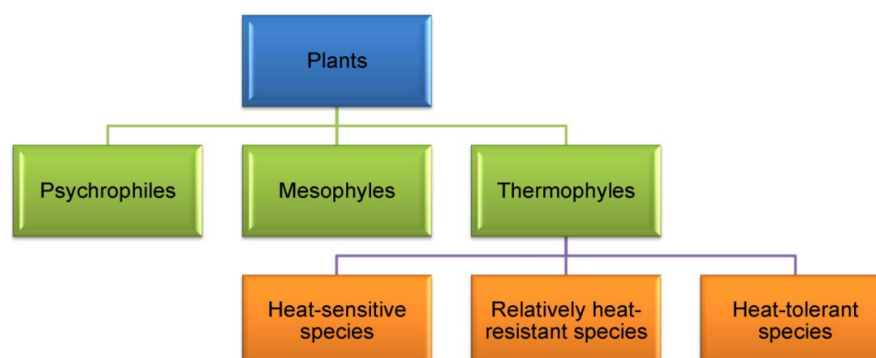 Plants
Psychrophiles
Mesophyles
Thermophyles
Heat-sensitive
species
Relatively heat-
resistant species
Heat-tolerant
species